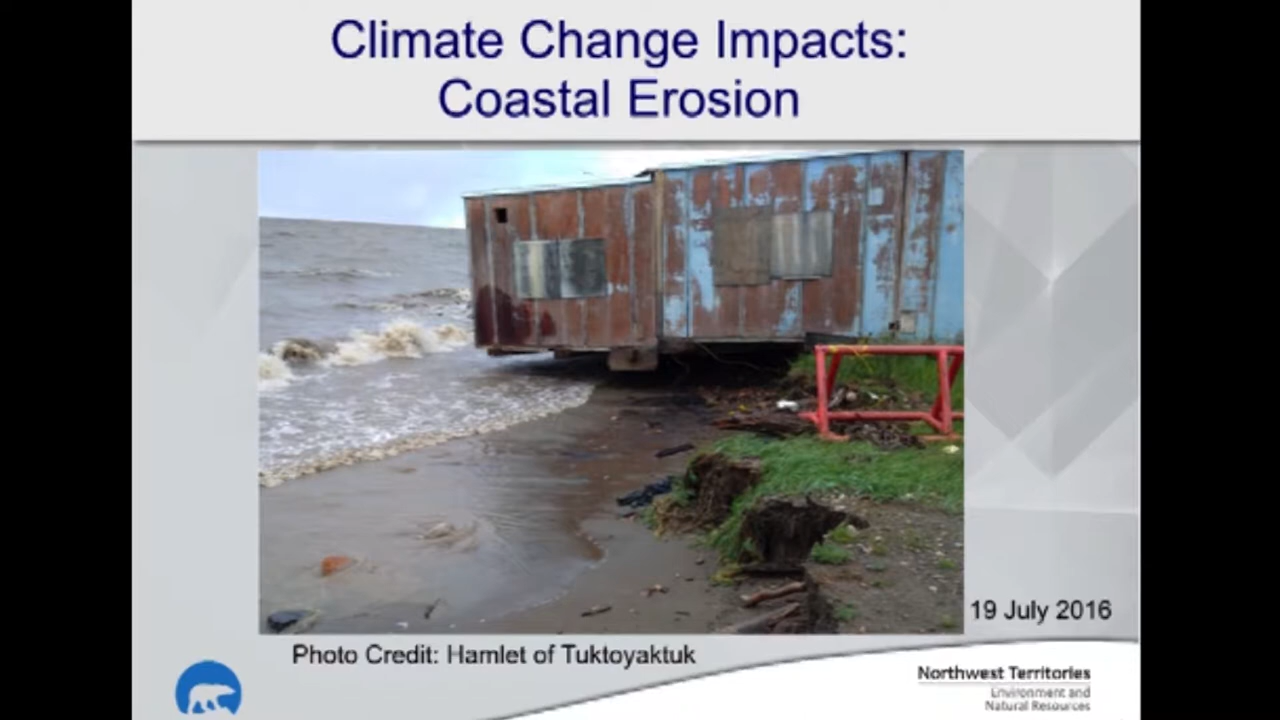 Climate Change Impacts:
Coastal Erosion
19 July 2016
Photo Credit: Hamlet of Tuktoyaktuk
Northwest Territories
Environment and
Natural Resources